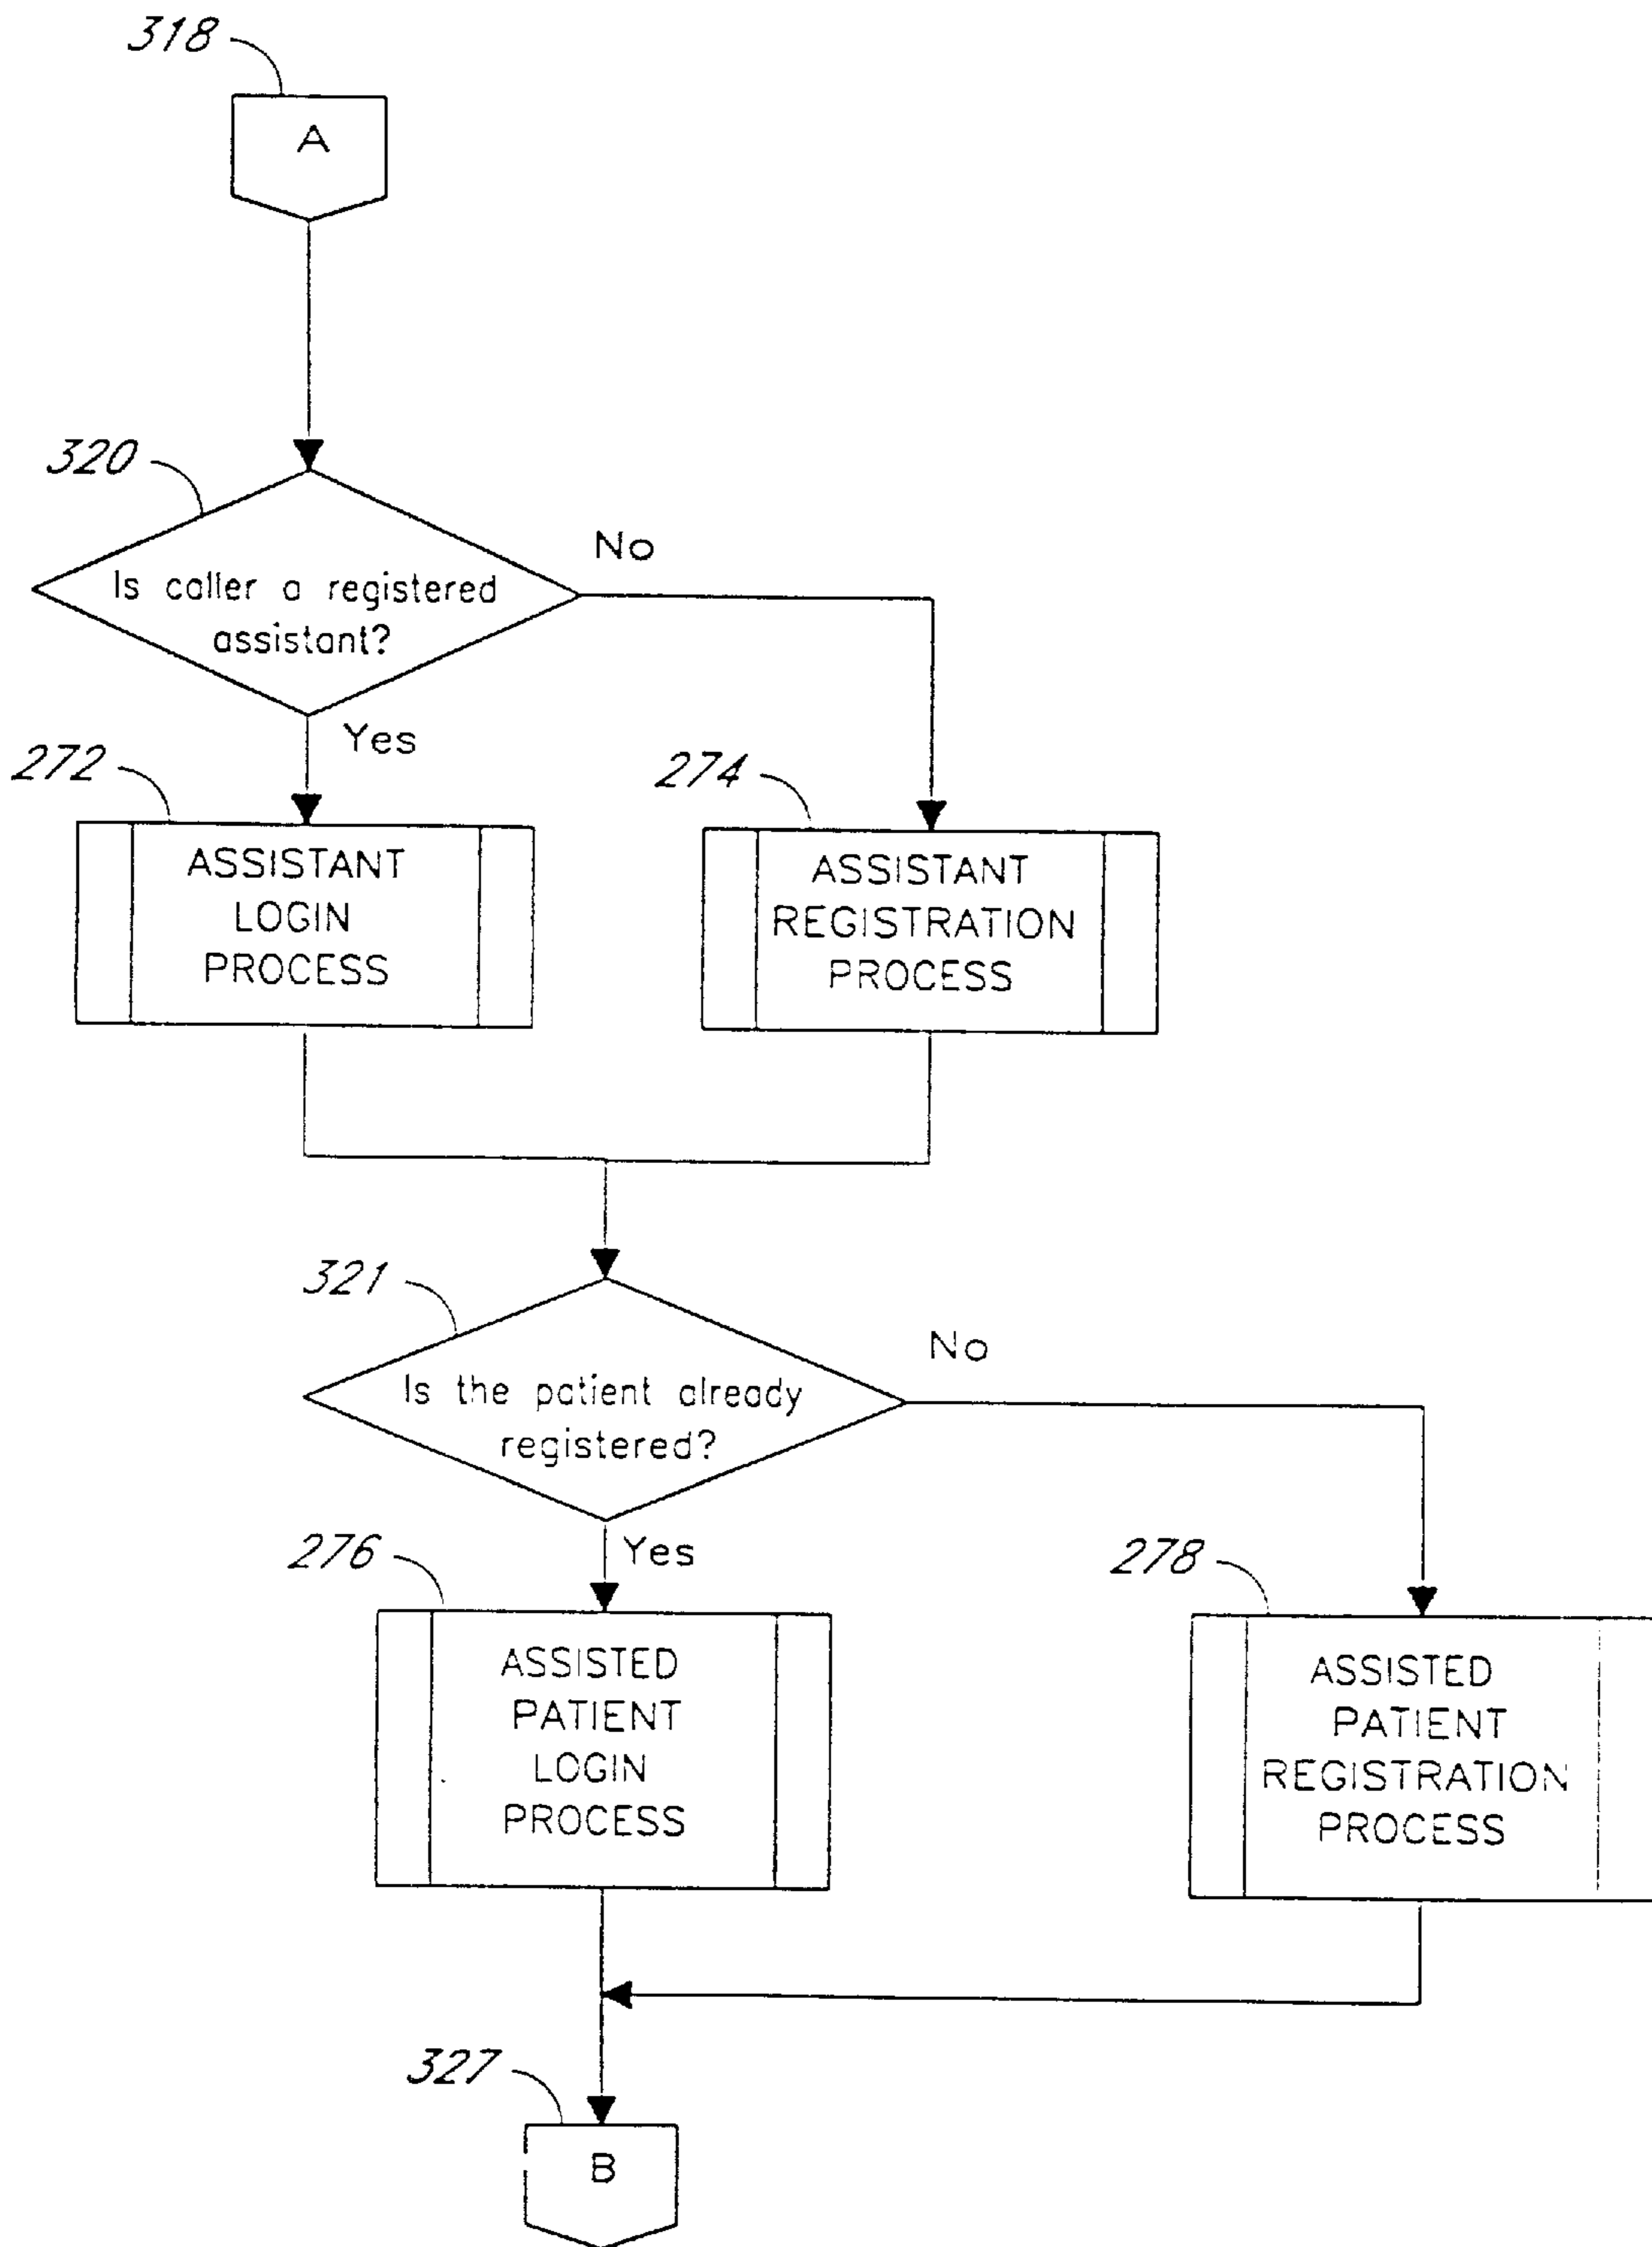 318
A
320
No
Is caller a registered
assistant?
Yes
272
274
ASSISTANT
LOGIN
PROCESS
ASSISTANT
REGISTRATION
PROCESS
321
No
Is the patient already
registered?
Yes
276
278
ASSISTED
PATIENT
LOGIN
PROCESS
ASSISTED
PATIENT
REGISTRATION
PROCESS
327
B